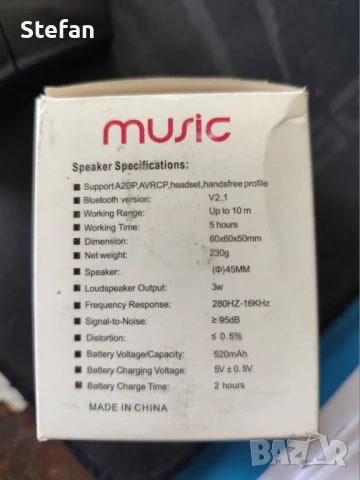 Stefan
music
Speaker Specifications:
■ Support A2DP,AVRCP,headset,handsfree profile
■ Bluetooth version: V2.1
■ Working Range: Up to 10 m
■ Working Time: 5 hours
■ Dimension: 60x60x50mm
■ Net weight: 230g
■ Speaker: (Φ)45MM
■ Loudspeaker Output: 3w
■ Frequency Response: 280HZ-16KHz
■ Signal-to-Noise: ≥ 95dB
■ Distortion: ≤ 0.5%
■ Battery Voltage/Capacity: 520mAh
■ Battery Charging Voltage: 5V ± 0.5V
■ Battery Charge Time: 2 hours
MADE IN CHINA
BAZAR